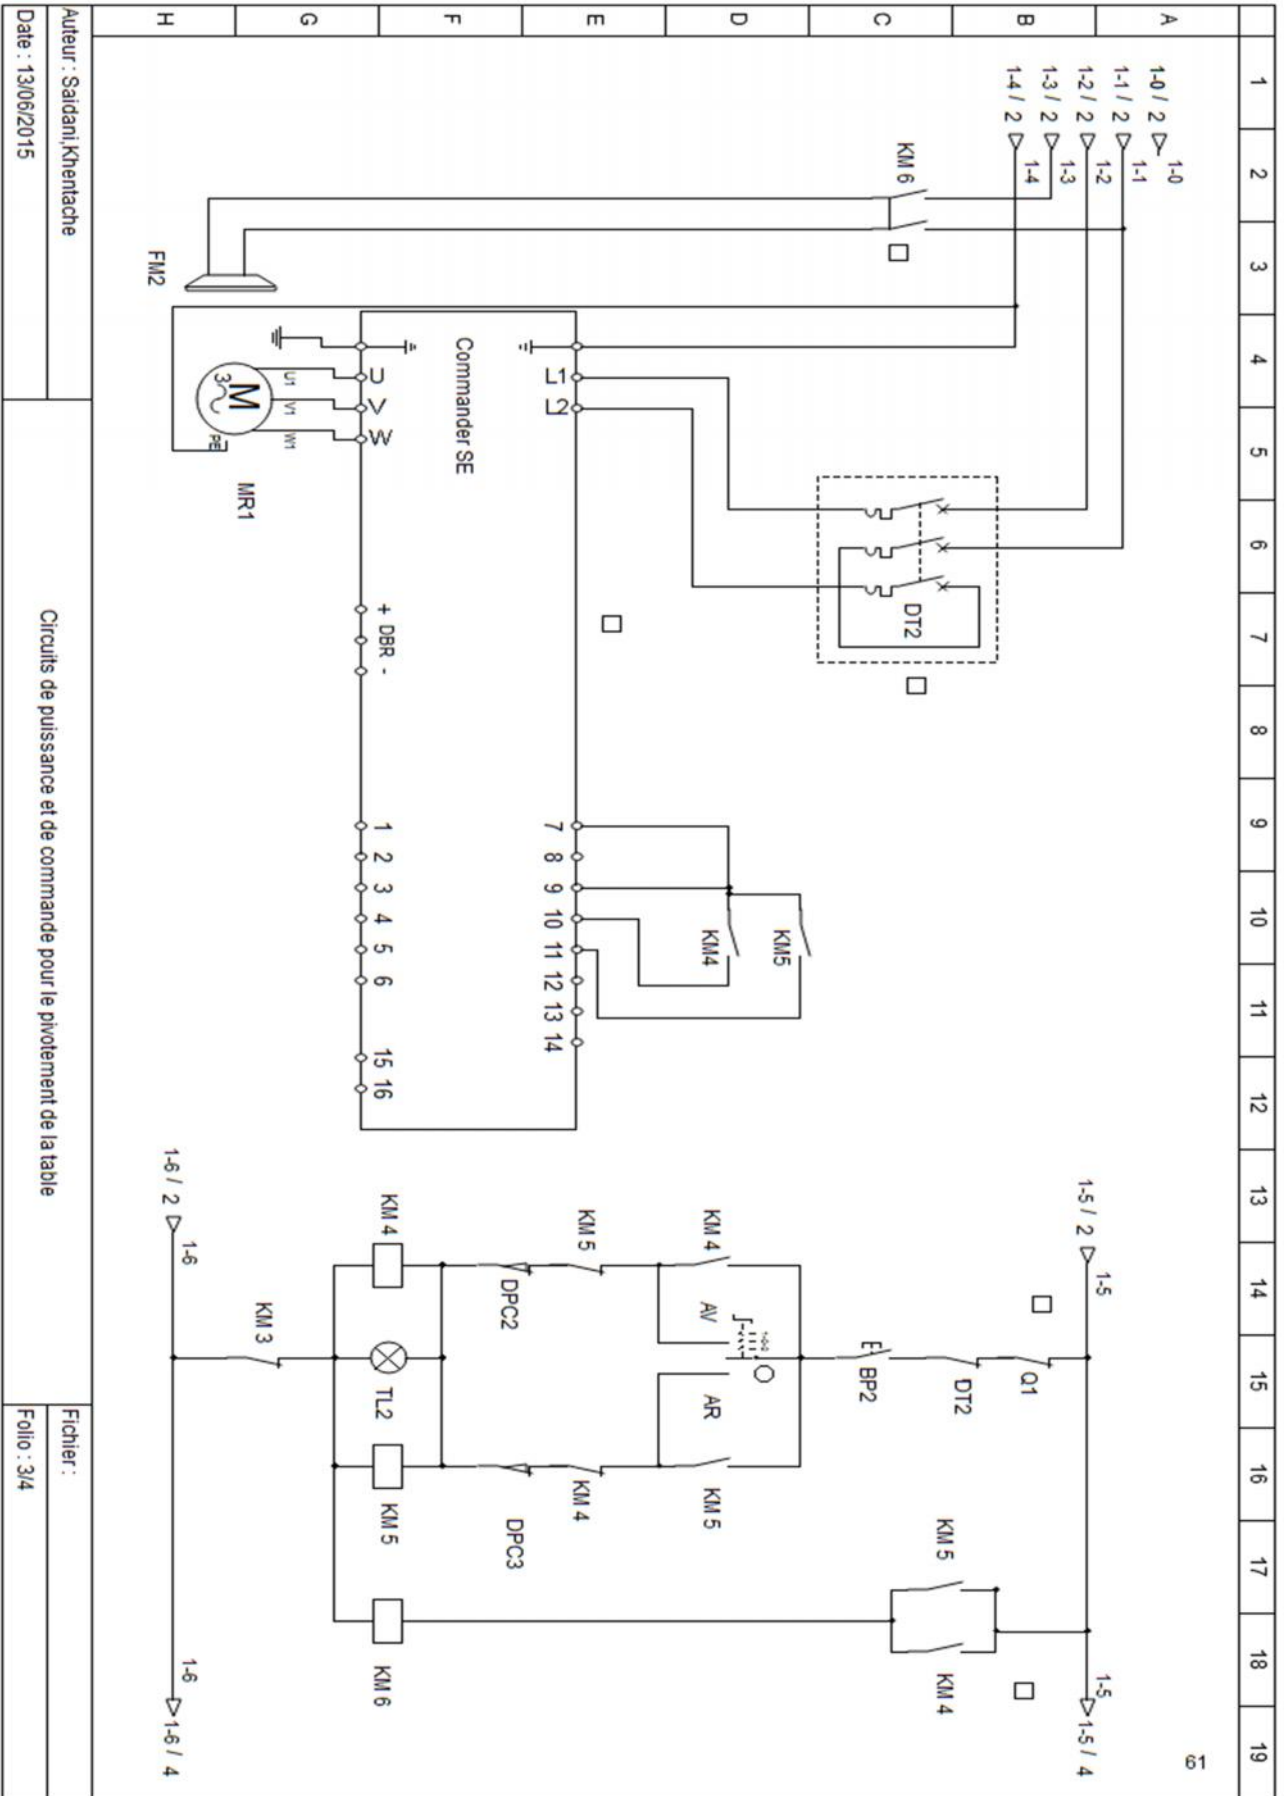 1 2 3 4 5 6 7 8 9 10 11 12 13 14 15 16 17 18 19
A
B
C
D
E
F
G
H
61
1-0 / 2 1-0
1-1 / 2 1-1
1-2 / 2 1-2
1-3 / 2 1-3
1-4 / 2 1-4
KM 6
FM2
DT2
L1 L2
Commander SE
U V W
U1 V1 W1
M
3
PE
MR1
+ DBR -
7 8 9 10 11 12 13 14
1 2 3 4 5 6 15 16
KM5
KM4
1-5 / 2 1-5
1-5 1-5 / 4
Q1
DT2
E
BP2
KM 5
KM 4
KM 4
AV
AR
KM 5
KM 5
KM 4
DPC2
DPC3
KM 4
TL2
KM 5
KM 6
KM 3
1-6 / 2 1-6
1-6 1-6 / 4
Auteur : Saidani,Khentache
Date : 13/06/2015
Circuits de puissance et de commande pour le pivotement de la table
Fichier :
Folio : 3/4